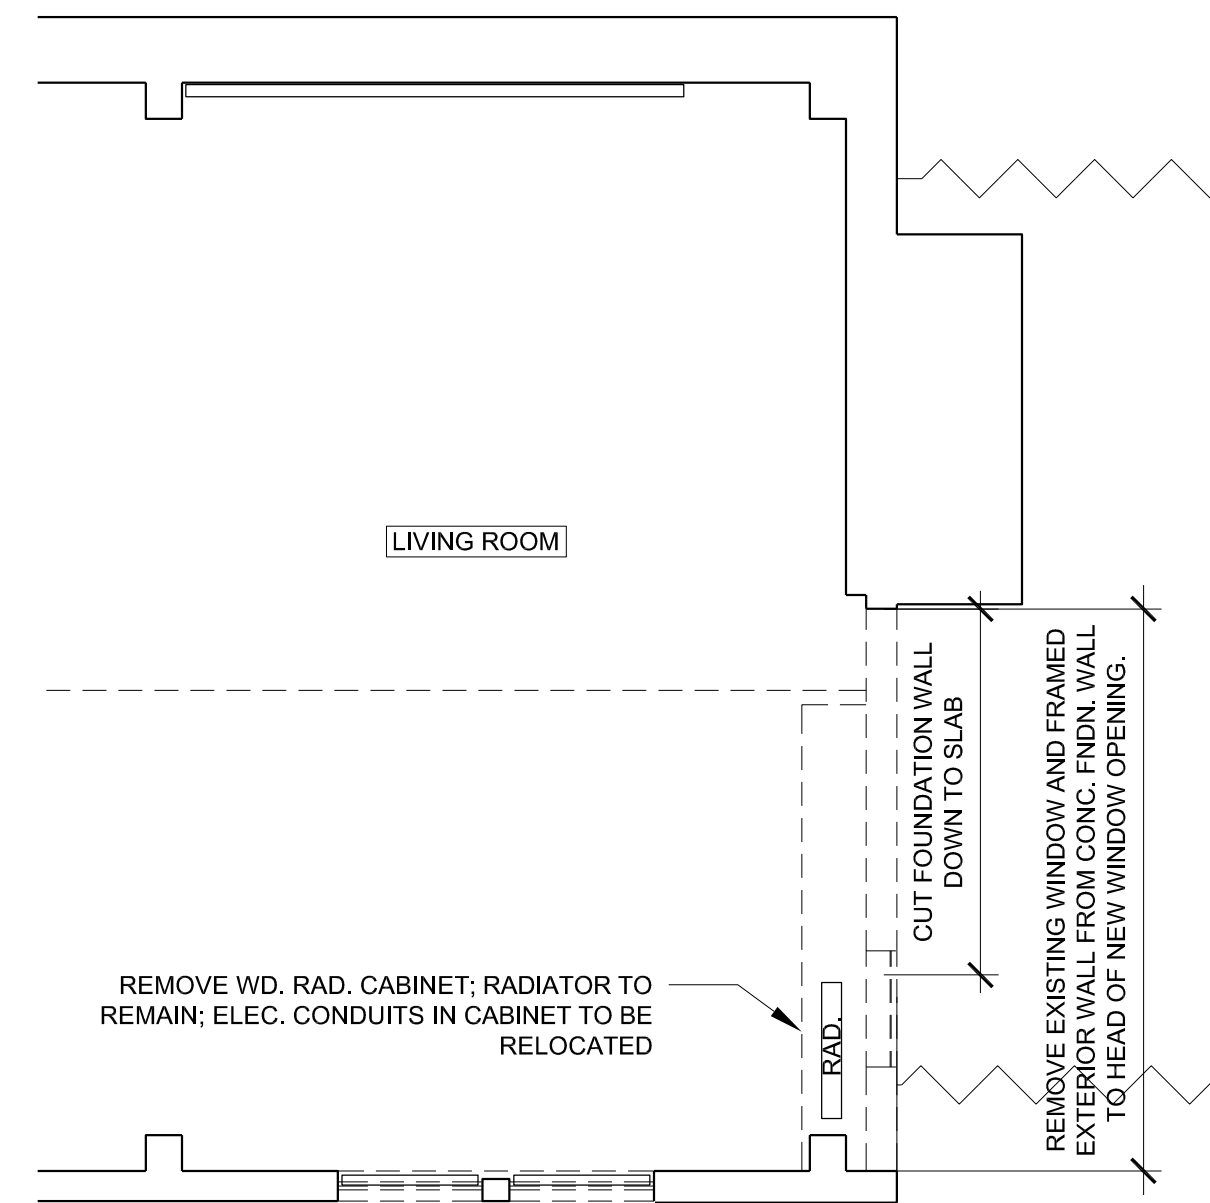 LIVING ROOM
CUT FOUNDATION WALL
DOWN TO SLAB
REMOVE EXISTING WINDOW AND FRAMED
EXTERIOR WALL FROM CONC. FNDN. WALL
TO HEAD OF NEW WINDOW OPENING.
REMOVE WD. RAD. CABINET; RADIATOR TO
REMAIN; ELEC. CONDUITS IN CABINET TO BE
RELOCATED
RAD.